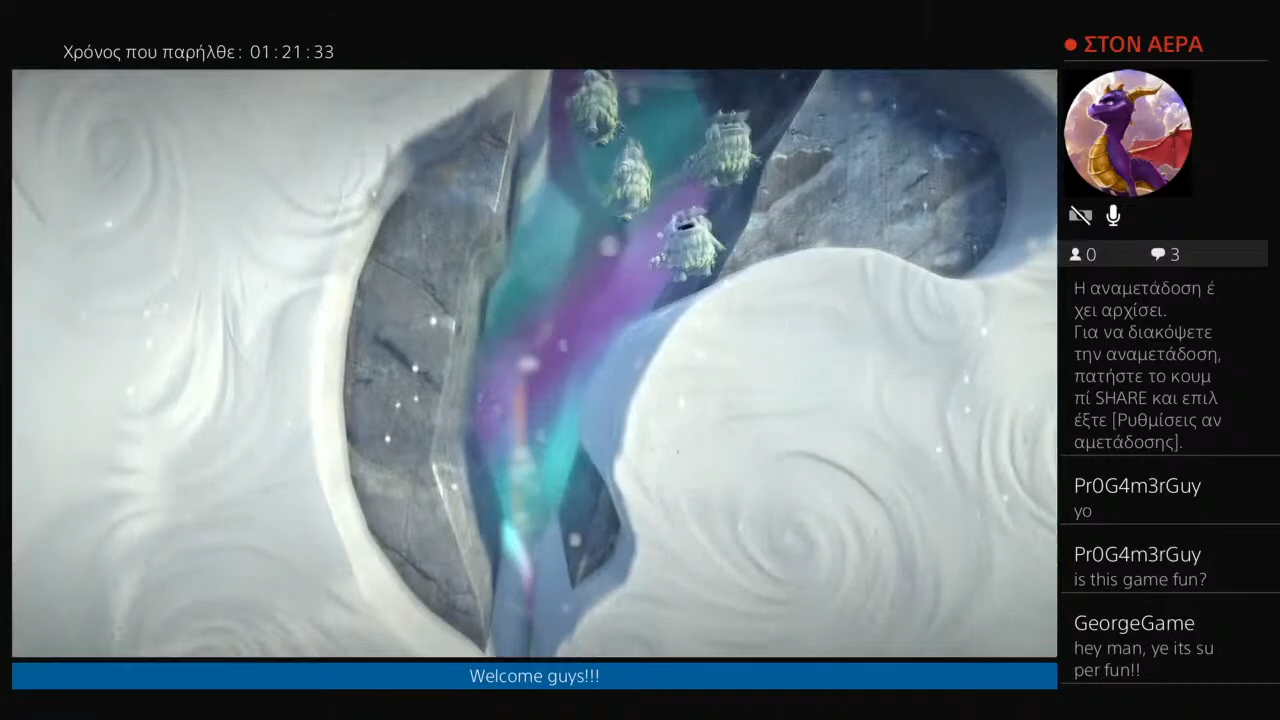 Χρόνος που παρήλθε: 01:21:33
ΣΤΟΝ ΑΕΡΑ
0 3
Η αναμετάδοση έ
χει αρχίσει.
Για να διακόψετε
την αναμετάδοση,
πατήστε το κουμ
πί SHARE και επιλ
έξτε [Ρυθμίσεις αν
αμετάδοσης].
Pr0G4m3rGuy
yo
Pr0G4m3rGuy
is this game fun?
GeorgeGame
hey man, ye its su
per fun!!
Welcome guys!!!